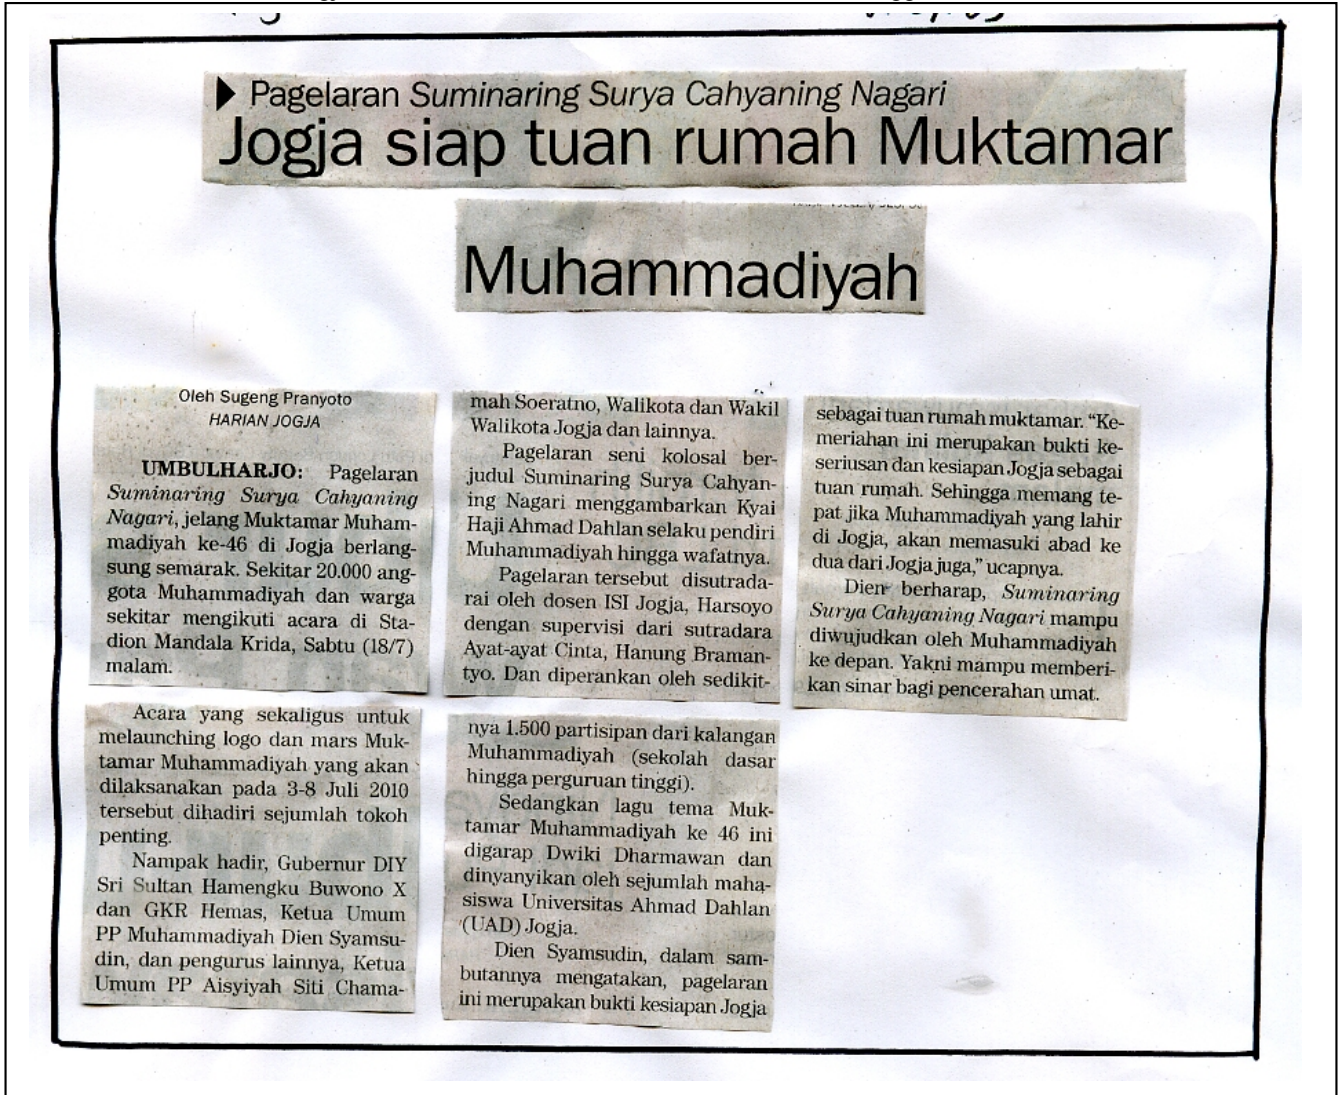 ▶ Pagelaran Suminaring Surya Cahyaning Nagari
Jogja siap tuan rumah Muktamar
Muhammadiyah
Oleh Sugeng Pranyoto
HARIAN JOGJA
UMBULHARJO: Pagelaran
Suminaring Surya Cahyaning
Nagari, jelang Muktamar Muham-
madiyah ke-46 di Jogja berlang-
sung semarak. Sekitar 20.000 ang-
gota Muhammadiyah dan warga
sekitar mengikuti acara di Sta-
dion Mandala Krida, Sabtu (18/7)
malam.
Acara yang sekaligus untuk
melaunching logo dan mars Muk-
tamar Muhammadiyah yang akan
dilaksanakan pada 3-8 Juli 2010
tersebut dihadiri sejumlah tokoh
penting.
Nampak hadir, Gubernur DIY
Sri Sultan Hamengku Buwono X
dan GKR Hemas, Ketua Umum
PP Muhammadiyah Dien Syamsu-
din, dan pengurus lainnya, Ketua
Umum PP Aisyiyah Siti Chama-
mah Soeratno, Walikota dan Wakil
Walikota Jogja dan lainnya.
Pagelaran seni kolosal ber-
judul Suminaring Surya Cahyan-
ing Nagari menggambarkan Kyai
Haji Ahmad Dahlan selaku pendiri
Muhammadiyah hingga wafatnya.
Pagelaran tersebut disutrada-
rai oleh dosen ISI Jogja, Harsoyo
dengan supervisi dari sutradara
Ayat-ayat Cinta, Hanung Braman-
tyo. Dan diperankan oleh sedikit-
nya 1.500 partisipan dari kalangan
Muhammadiyah (sekolah dasar
hingga perguruan tinggi).
Sedangkan lagu tema Muk-
tamar Muhammadiyah ke 46 ini
digarap Dwiki Dharmawan dan
dinyanyikan oleh sejumlah maha-
siswa Universitas Ahmad Dahlan
(UAD) Jogja.
Dien Syamsudin, dalam sam-
butannya mengatakan, pagelaran
ini merupakan bukti kesiapan Jogja
sebagai tuan rumah muktamar. “Ke-
meriahan ini merupakan bukti ke-
seriusan dan kesiapan Jogja sebagai
tuan rumah. Sehingga memang te-
pat jika Muhammadiyah yang lahir
di Jogja, akan memasuki abad ke
dua dari Jogja juga,” ucapnya.
Dien berharap, Suminaring
Surya Cahyaning Nagari mampu
diwujudkan oleh Muhammadiyah
ke depan. Yakni mampu memberi-
kan sinar bagi pencerahan umat.